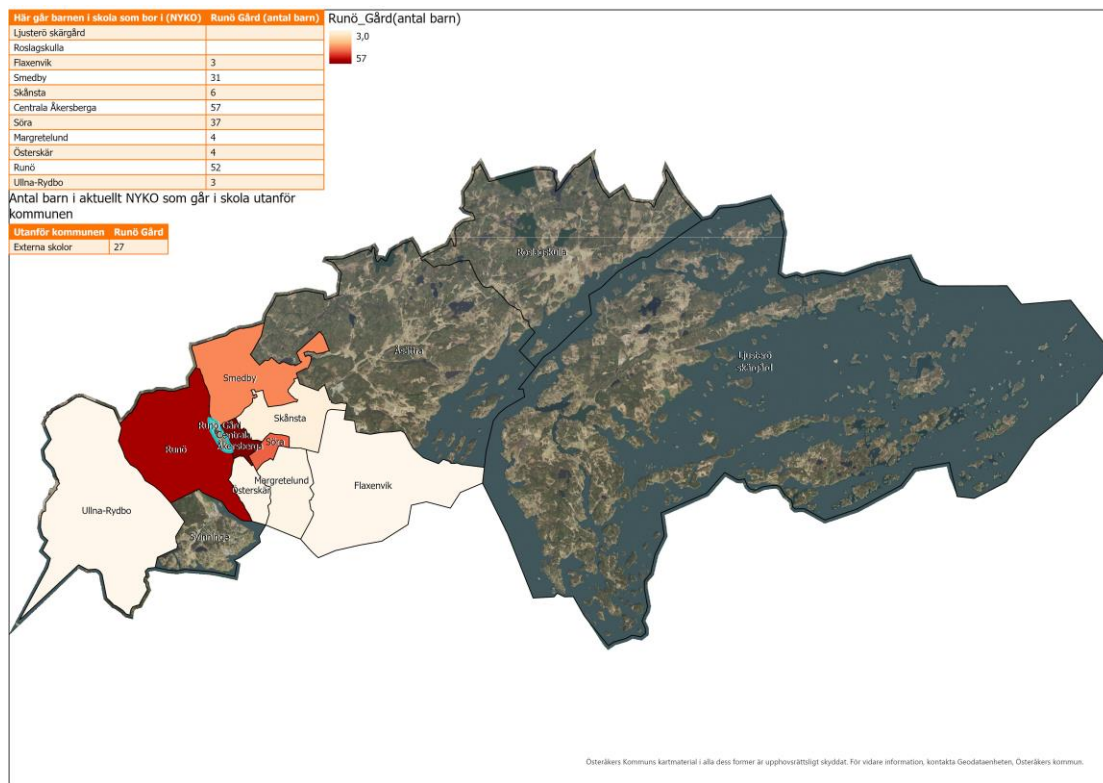 Här går barnen i skola som bor i (NYKO) Runö Gård (antal barn)
Ljusterö skärgård
Roslagskulla
Flaxenvik 3
Smedby 31
Skånsta 6
Centrala Åkersberga 57
Söra 37
Margretelund 4
Österskär 4
Runö 52
Ullna-Rydbo 3
Runö_Gård(antal barn)
3,0
57
Antal barn i aktuellt NYKO som går i skola utanför
kommunen
Utanför kommunen Runö Gård
Externa skolor 27
Roslagskulla
Åsättra
Ljusterö
skärgård
Smedby
Skånsta
Runö Gård
Centrala
Åkersberga
Söra
Runö
Margretelund
Österskär
Flaxenvik
Ullna-Rydbo
Svinninge
Österåkers Kommuns kartmaterial i alla dess former är upphovsrättsligt skyddat. För vidare information, kontakta Geodataenheten, Österåkers kommun.